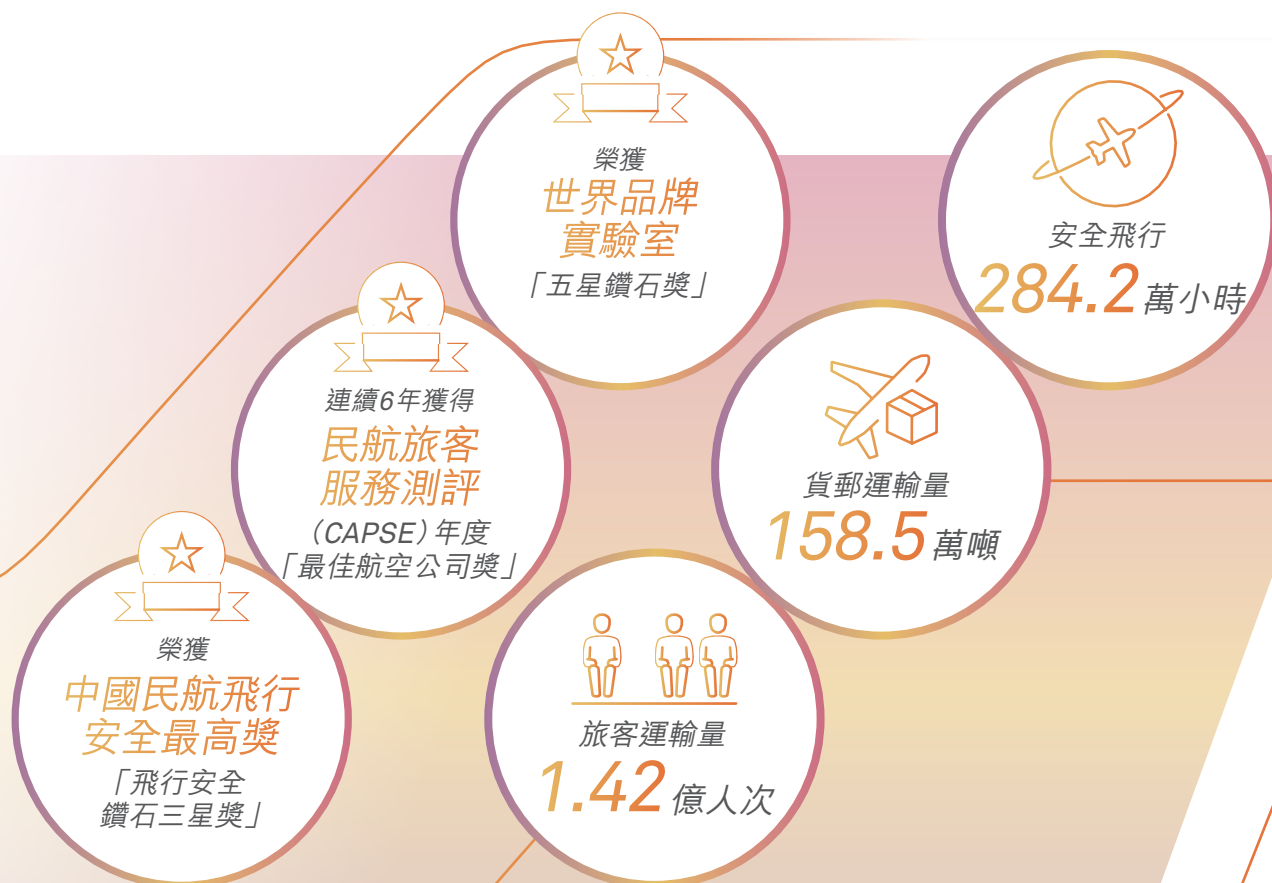 榮獲
世界品牌
實驗室
「五星鑽石獎」
安全飛行
284.2萬小時
連續6年獲得
民航旅客
服務測評
（CAPSE）年度
「最佳航空公司獎」
貨郵運輸量
158.5萬噸
榮獲
中國民航飛行
安全最高獎
「飛行安全
鑽石三星獎」
旅客運輸量
1.42億人次